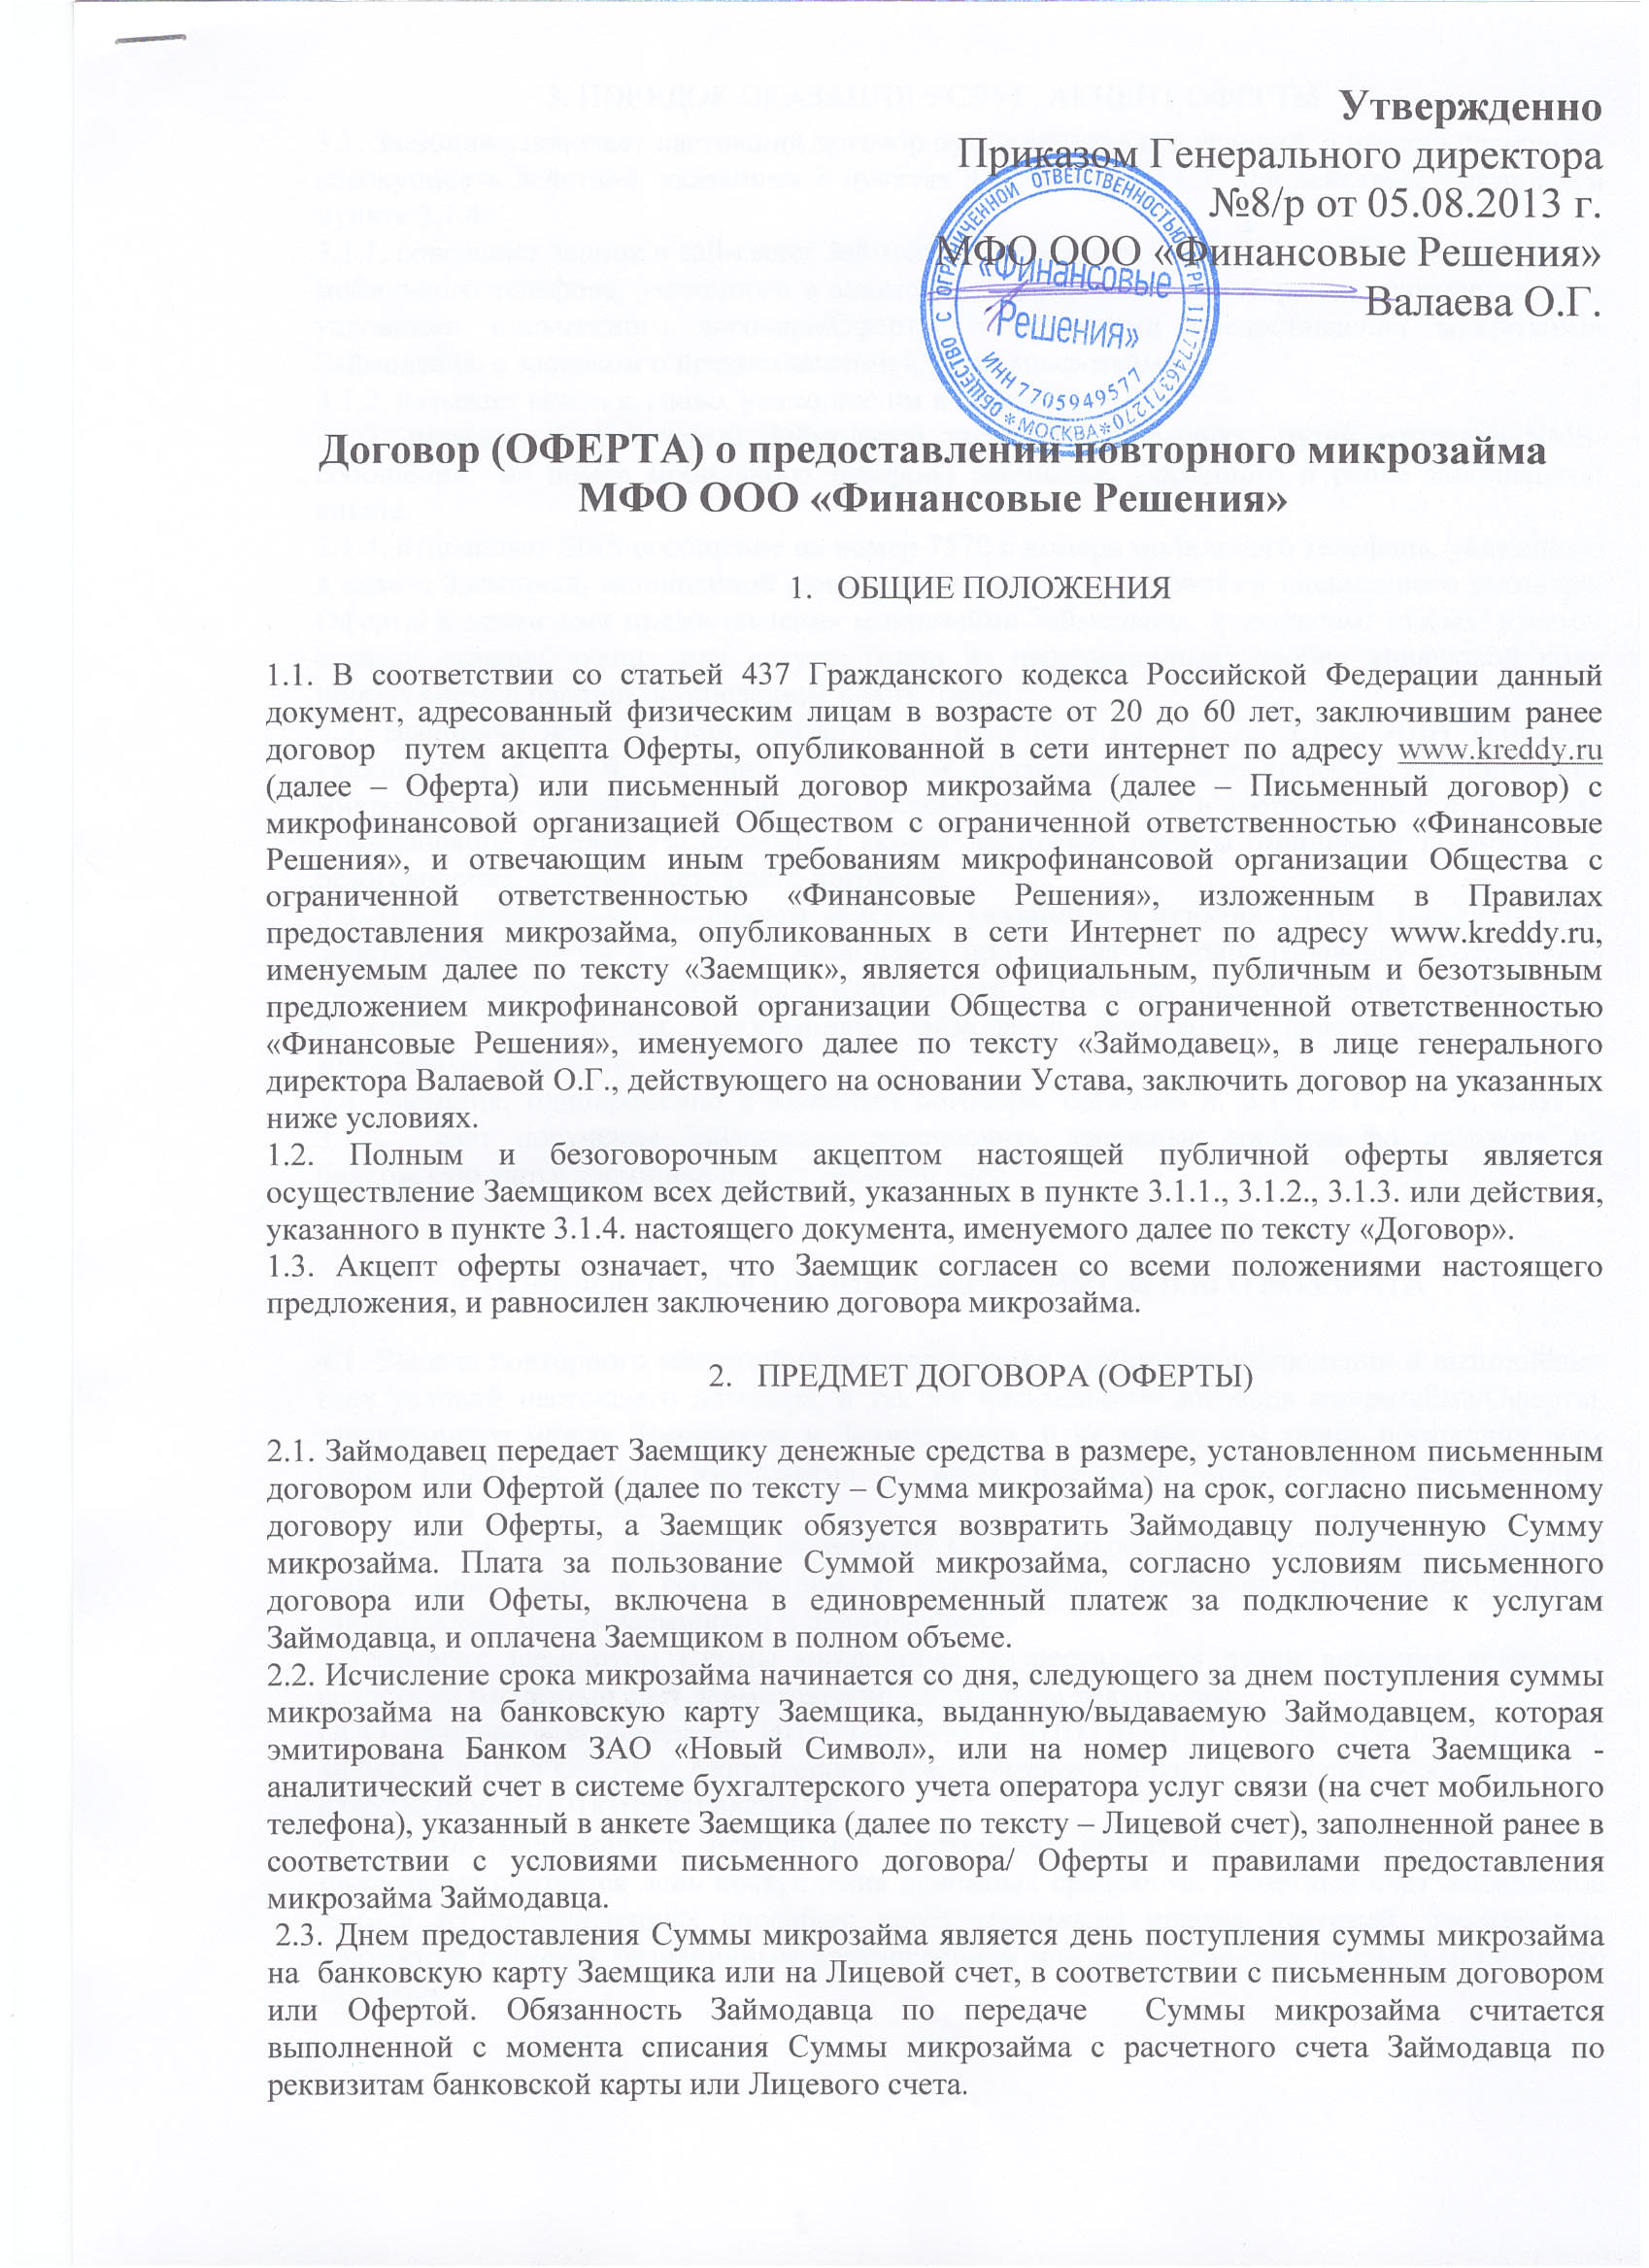 Утвержденно
Приказом Генерального директора
№8/р от 05.08.2013 г.
МФО ООО «Финансовые Решения»
Валаева О.Г.
ОБЩЕСТВО С ОГРАНИЧЕННОЙ ОТВЕТСТВЕННОСТЬЮ
ОГРН 1117746371270
*МОСКВА*
«Финансовые
Решения»
ИНН 7705949577
Договор (ОФЕРТА) о предоставлении повторного микрозайма
МФО ООО «Финансовые Решения»
1. ОБЩИЕ ПОЛОЖЕНИЯ
1.1. В соответствии со статьей 437 Гражданского кодекса Российской Федерации данный
документ, адресованный физическим лицам в возрасте от 20 до 60 лет, заключившим ранее
договор путем акцепта Оферты, опубликованной в сети интернет по адресу www.kreddy.ru
(далее – Оферта) или письменный договор микрозайма (далее – Письменный договор) с
микрофинансовой организацией Обществом с ограниченной ответственностью «Финансовые
Решения», и отвечающим иным требованиям микрофинансовой организации Общества с
ограниченной ответственностью «Финансовые Решения», изложенным в Правилах
предоставления микрозайма, опубликованных в сети Интернет по адресу www.kreddy.ru,
именуемым далее по тексту «Заемщик», является официальным, публичным и безотзывным
предложением микрофинансовой организации Общества с ограниченной ответственностью
«Финансовые Решения», именуемого далее по тексту «Займодавец», в лице генерального
директора Валаевой О.Г., действующего на основании Устава, заключить договор на указанных
ниже условиях.
1.2. Полным и безоговорочным акцептом настоящей публичной оферты является
осуществление Заемщиком всех действий, указанных в пункте 3.1.1., 3.1.2., 3.1.3. или действия,
указанного в пункте 3.1.4. настоящего документа, именуемого далее по тексту «Договор».
1.3. Акцепт оферты означает, что Заемщик согласен со всеми положениями настоящего
предложения, и равносилен заключению договора микрозайма.
2. ПРЕДМЕТ ДОГОВОРА (ОФЕРТЫ)
2.1. Займодавец передает Заемщику денежные средства в размере, установленном письменным
договором или Офертой (далее по тексту – Сумма микрозайма) на срок, согласно письменному
договору или Оферты, а Заемщик обязуется возвратить Займодавцу полученную Сумму
микрозайма. Плата за пользование Суммой микрозайма, согласно условиям письменного
договора или Офеты, включена в единовременный платеж за подключение к услугам
Займодавца, и оплачена Заемщиком в полном объеме.
2.2. Исчисление срока микрозайма начинается со дня, следующего за днем поступления суммы
микрозайма на банковскую карту Заемщика, выданную/выдаваемую Займодавцем, которая
эмитирована Банком ЗАО «Новый Символ», или на номер лицевого счета Заемщика -
аналитический счет в системе бухгалтерского учета оператора услуг связи (на счет мобильного
телефона), указанный в анкете Заемщика (далее по тексту – Лицевой счет), заполненной ранее в
соответствии с условиями письменного договора/ Оферты и правилами предоставления
микрозайма Займодавца.
2.3. Днем предоставления Суммы микрозайма является день поступления суммы микрозайма
на банковскую карту Заемщика или на Лицевой счет, в соответствии с письменным договором
или Офертой. Обязанность Займодавца по передаче Суммы микрозайма считается
выполненной с момента списания Суммы микрозайма с расчетного счета Займодавца по
реквизитам банковской карты или Лицевого счета.